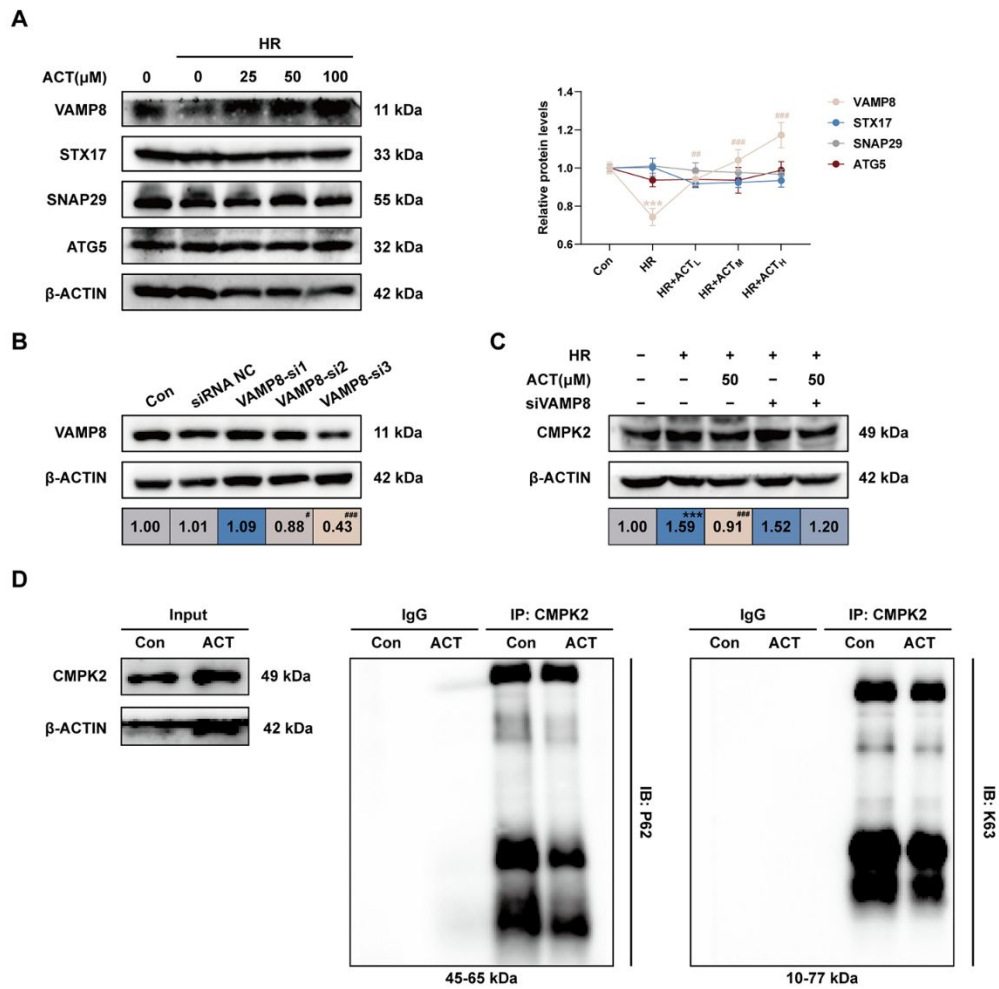 A
HR
ACT(μM) 0 0 25 50 100
VAMP8 11 kDa
STX17 33 kDa
SNAP29 55 kDa
ATG5 32 kDa
β-ACTIN 42 kDa
Relative protein levels
1.4
1.2
1.0
0.8
0.6
***
##
###
###
Con
HR
HR+ACTL
HR+ACTM
HR+ACTH
VAMP8
STX17
SNAP29
ATG5
B
Con siRNA NC VAMP8-si1 VAMP8-si2 VAMP8-si3
VAMP8 11 kDa
β-ACTIN 42 kDa
1.00 1.01 1.09 0.88# 0.43###
C
HR − + + + +
ACT(μM) − − 50 − 50
siVAMP8 − − − + +
CMPK2 49 kDa
β-ACTIN 42 kDa
1.00 1.59*** 0.91### 1.52 1.20
D
Input
Con ACT
CMPK2 49 kDa
β-ACTIN 42 kDa
IgG IP: CMPK2
Con ACT Con ACT
IB: P62
45-65 kDa
IgG IP: CMPK2
Con ACT Con ACT
IB: K63
10-77 kDa